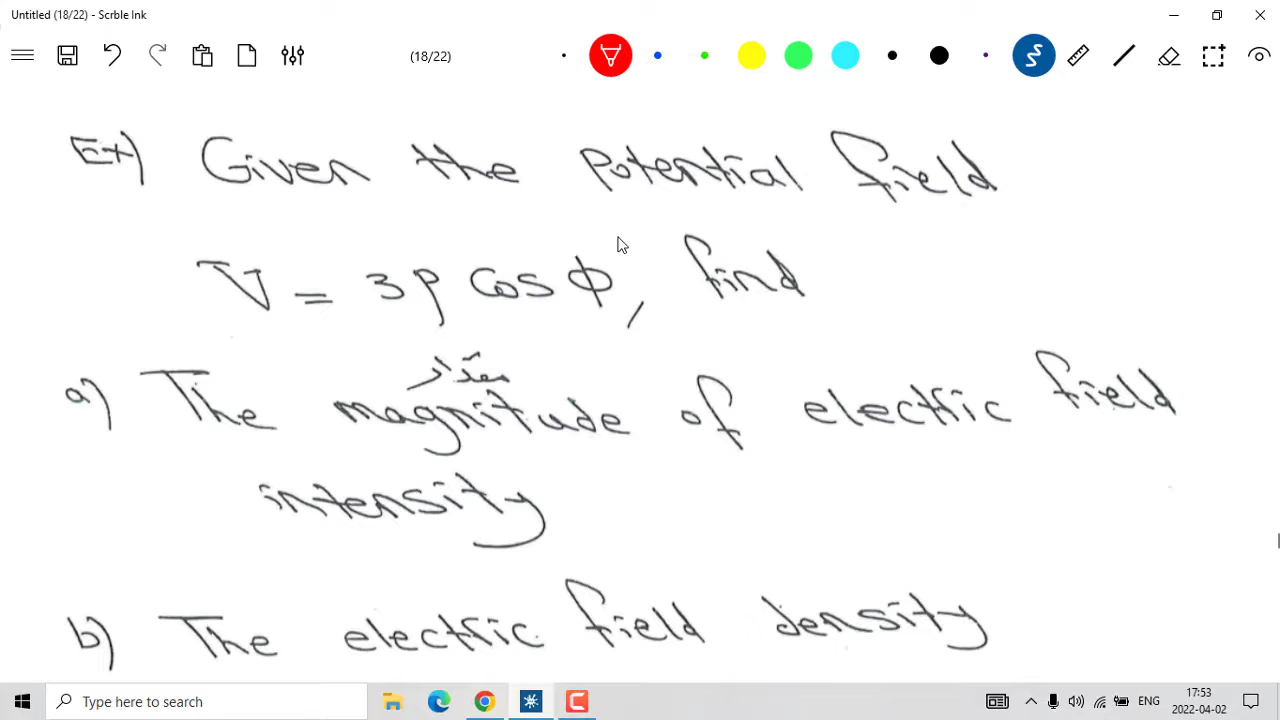 Untitled (18/22) - Scrble Ink
(18/22)
Ex) Given the potential field
V = 3ρ cos Φ, find
مقدار
a) The magnitude of electric field
intensity
b) The electric field density
Type here to search
ENG
17:53
2022-04-02